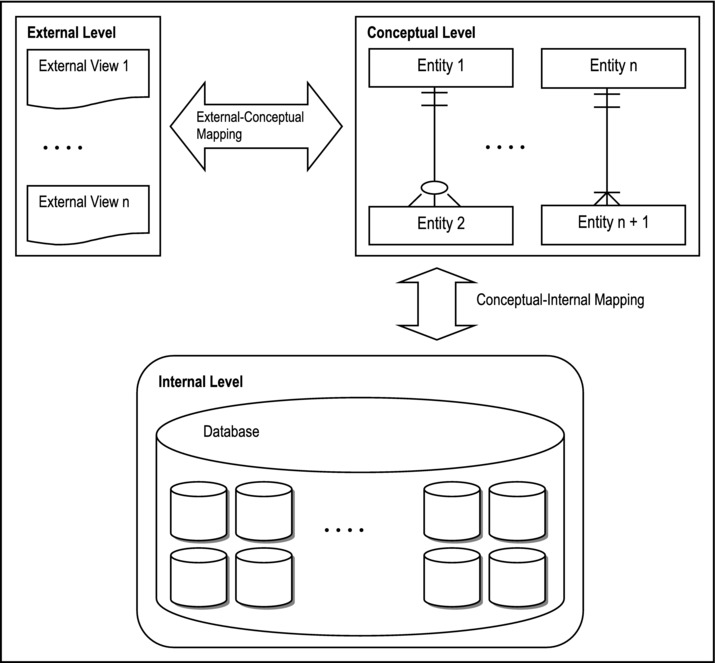 External Level
External View 1
. . . .
External View n
External-Conceptual
Mapping
Conceptual Level
Entity 1
Entity n
. . . .
Entity 2
Entity n + 1
Conceptual-Internal Mapping
Internal Level
Database
. . . .